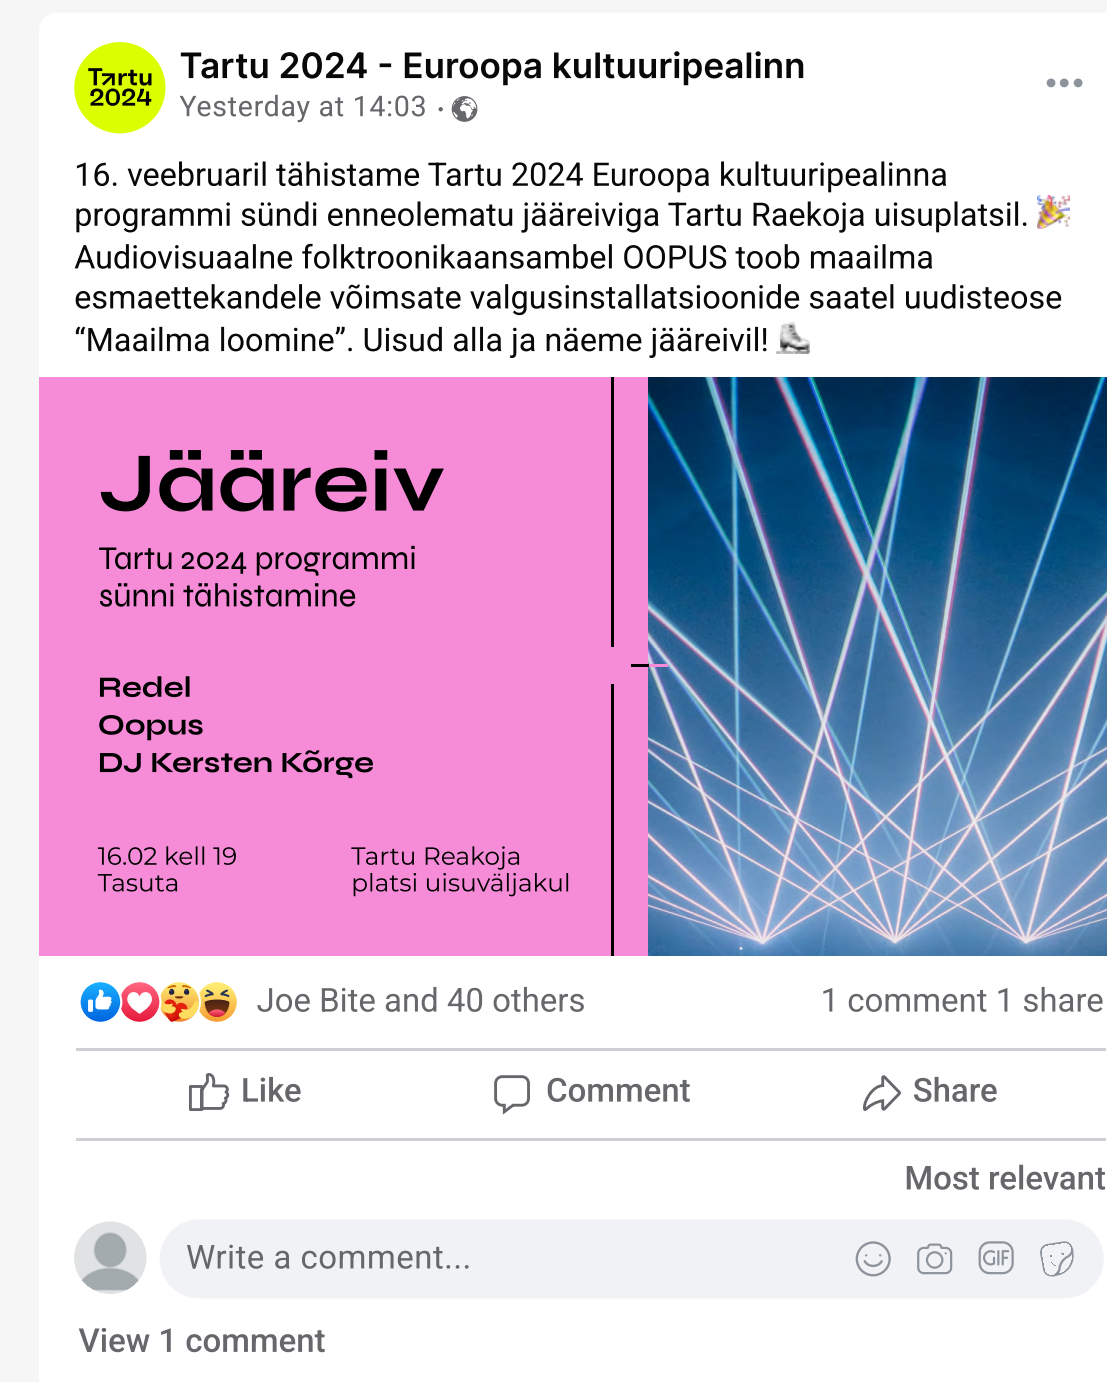 Tartu
2024
Tartu 2024 - Euroopa kultuuripealinn
Yesterday at 14:03 ·
16. veebruaril tähistame Tartu 2024 Euroopa kultuuripealinna
programmi sündi enneolematu jääreiviga Tartu Raekoja uisuplatsil. 🎉
Audiovisuaalne folktroonikaansambel OOPUS toob maailma
esmaettekandele võimsate valgusinstallatsioonide saatel uudisteose
“Maailma loomine”. Uisud alla ja näeme jääreivil! ⛸️
Jääreiv
Tartu 2024 programmi
sünni tähistamine
Redel
Oopus
DJ Kersten Kõrge
16.02 kell 19
Tasuta
Tartu Reakoja
platsi uisuväljakul
Joe Bite and 40 others
1 comment 1 share
Like
Comment
Share
Most relevant
Write a comment...
GIF
View 1 comment